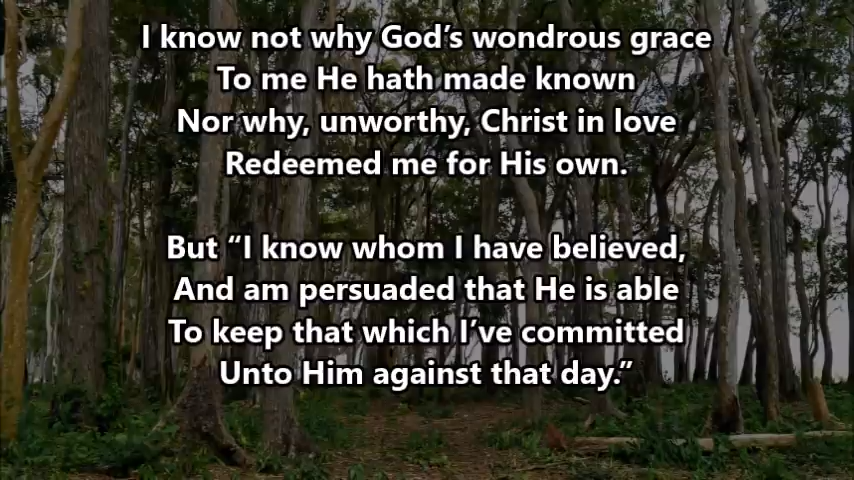 I know not why God’s wondrous grace
To me He hath made known
Nor why, unworthy, Christ in love
Redeemed me for His own.
But “I know whom I have believed,
And am persuaded that He is able
To keep that which I’ve committed
Unto Him against that day.”